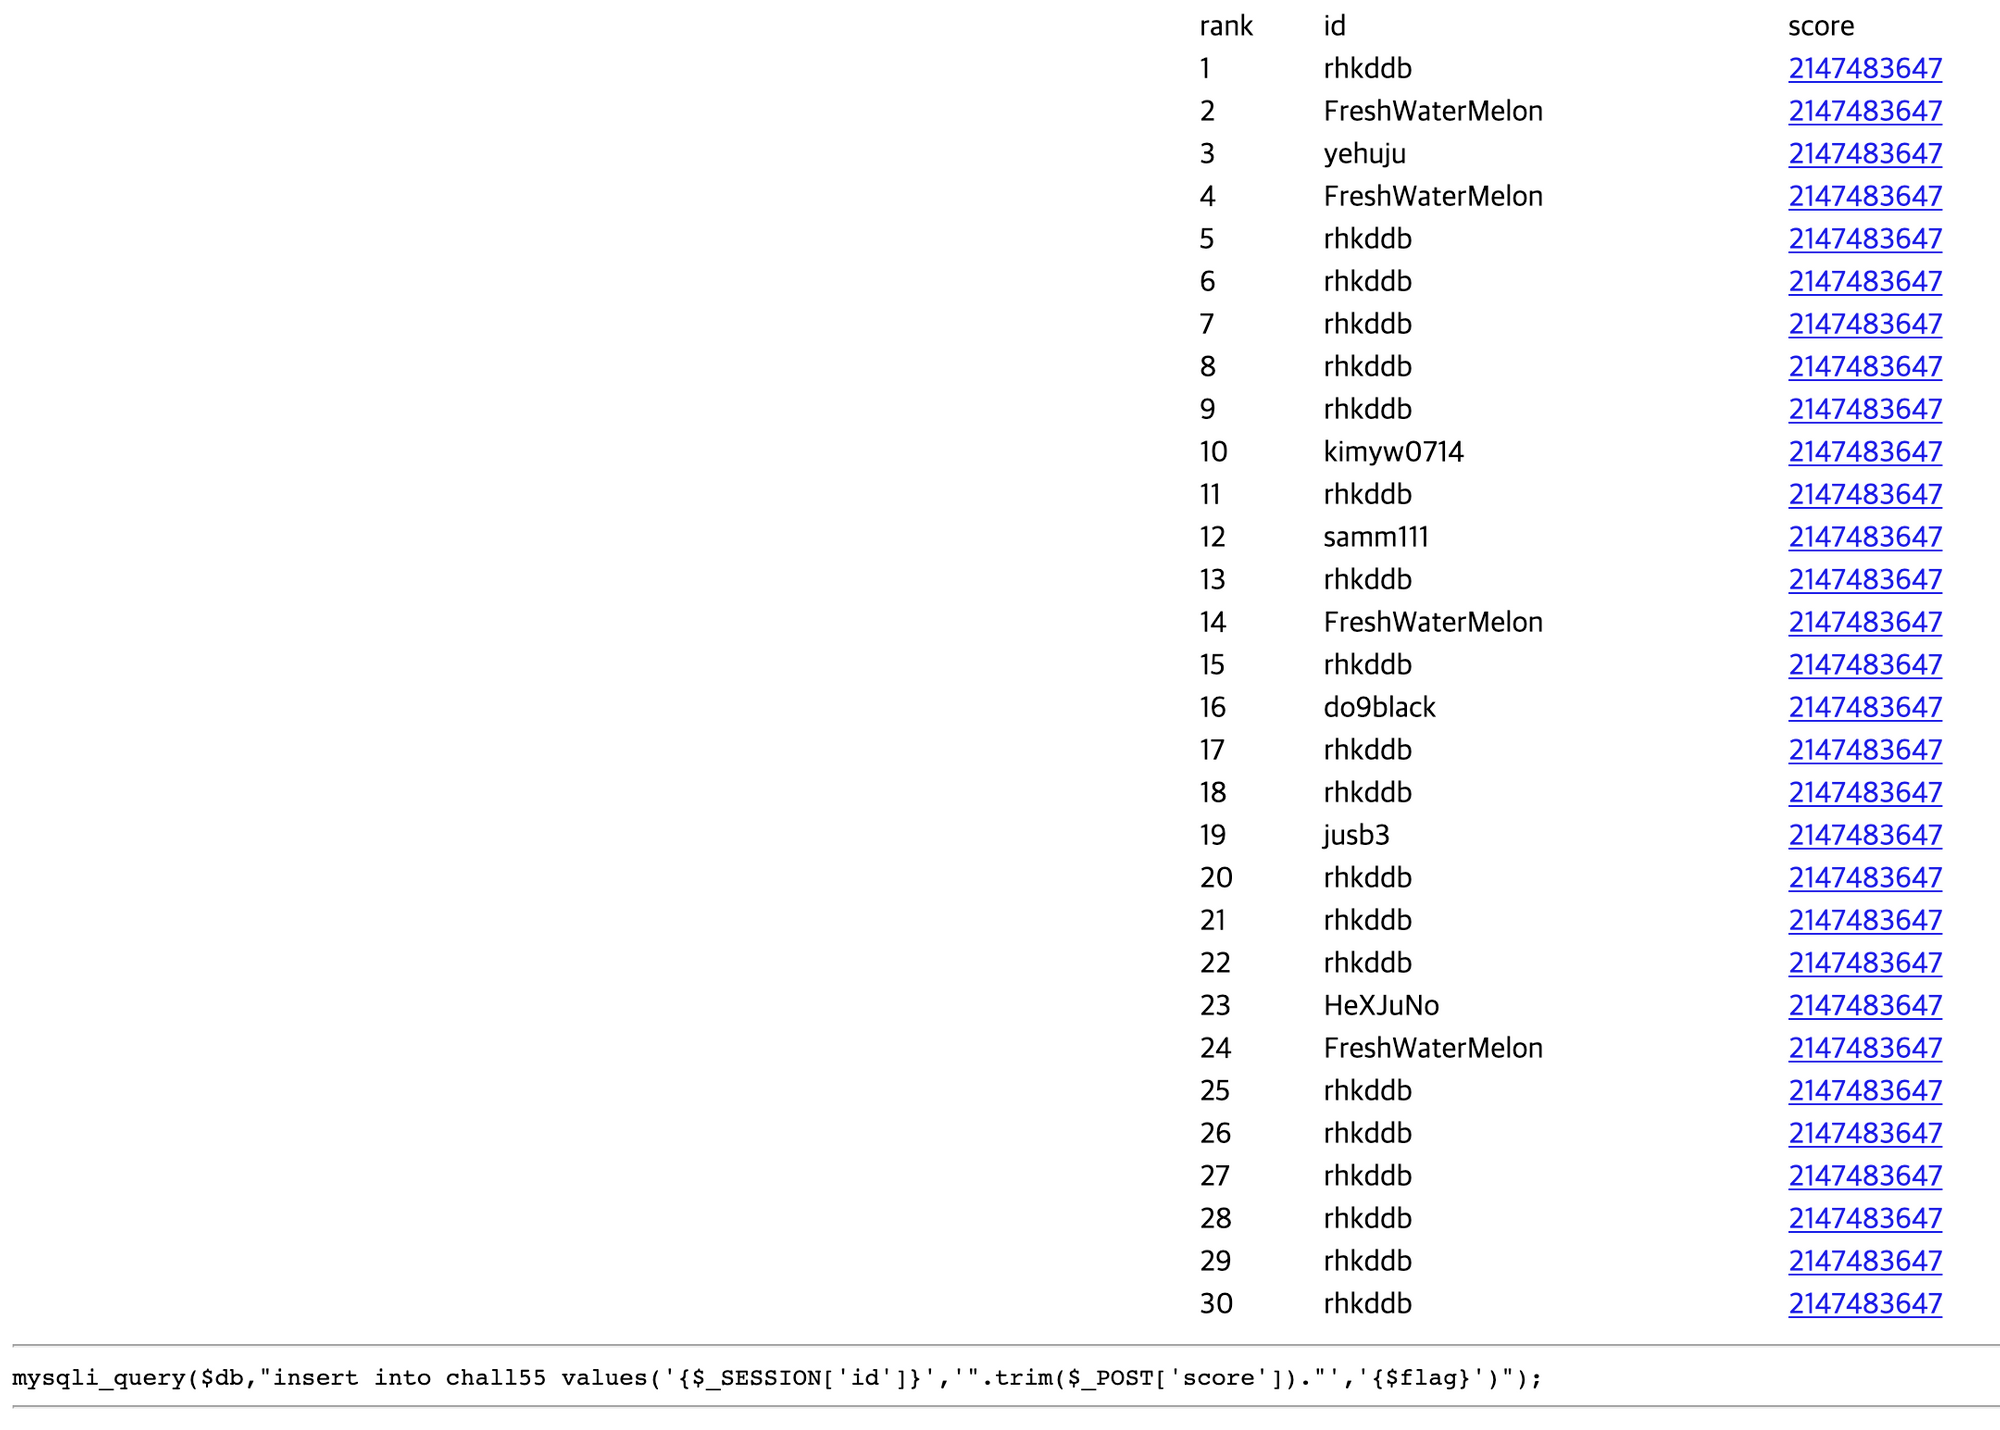 rank id score
1 rhkddb 2147483647
2 FreshWaterMelon 2147483647
3 yehuju 2147483647
4 FreshWaterMelon 2147483647
5 rhkddb 2147483647
6 rhkddb 2147483647
7 rhkddb 2147483647
8 rhkddb 2147483647
9 rhkddb 2147483647
10 kimyw0714 2147483647
11 rhkddb 2147483647
12 samm111 2147483647
13 rhkddb 2147483647
14 FreshWaterMelon 2147483647
15 rhkddb 2147483647
16 do9black 2147483647
17 rhkddb 2147483647
18 rhkddb 2147483647
19 jusb3 2147483647
20 rhkddb 2147483647
21 rhkddb 2147483647
22 rhkddb 2147483647
23 HeXJuNo 2147483647
24 FreshWaterMelon 2147483647
25 rhkddb 2147483647
26 rhkddb 2147483647
27 rhkddb 2147483647
28 rhkddb 2147483647
29 rhkddb 2147483647
30 rhkddb 2147483647
mysqli_query($db,"insert into chall55 values('{$_SESSION['id']}','".trim($_POST['score'])."','{$flag}')");